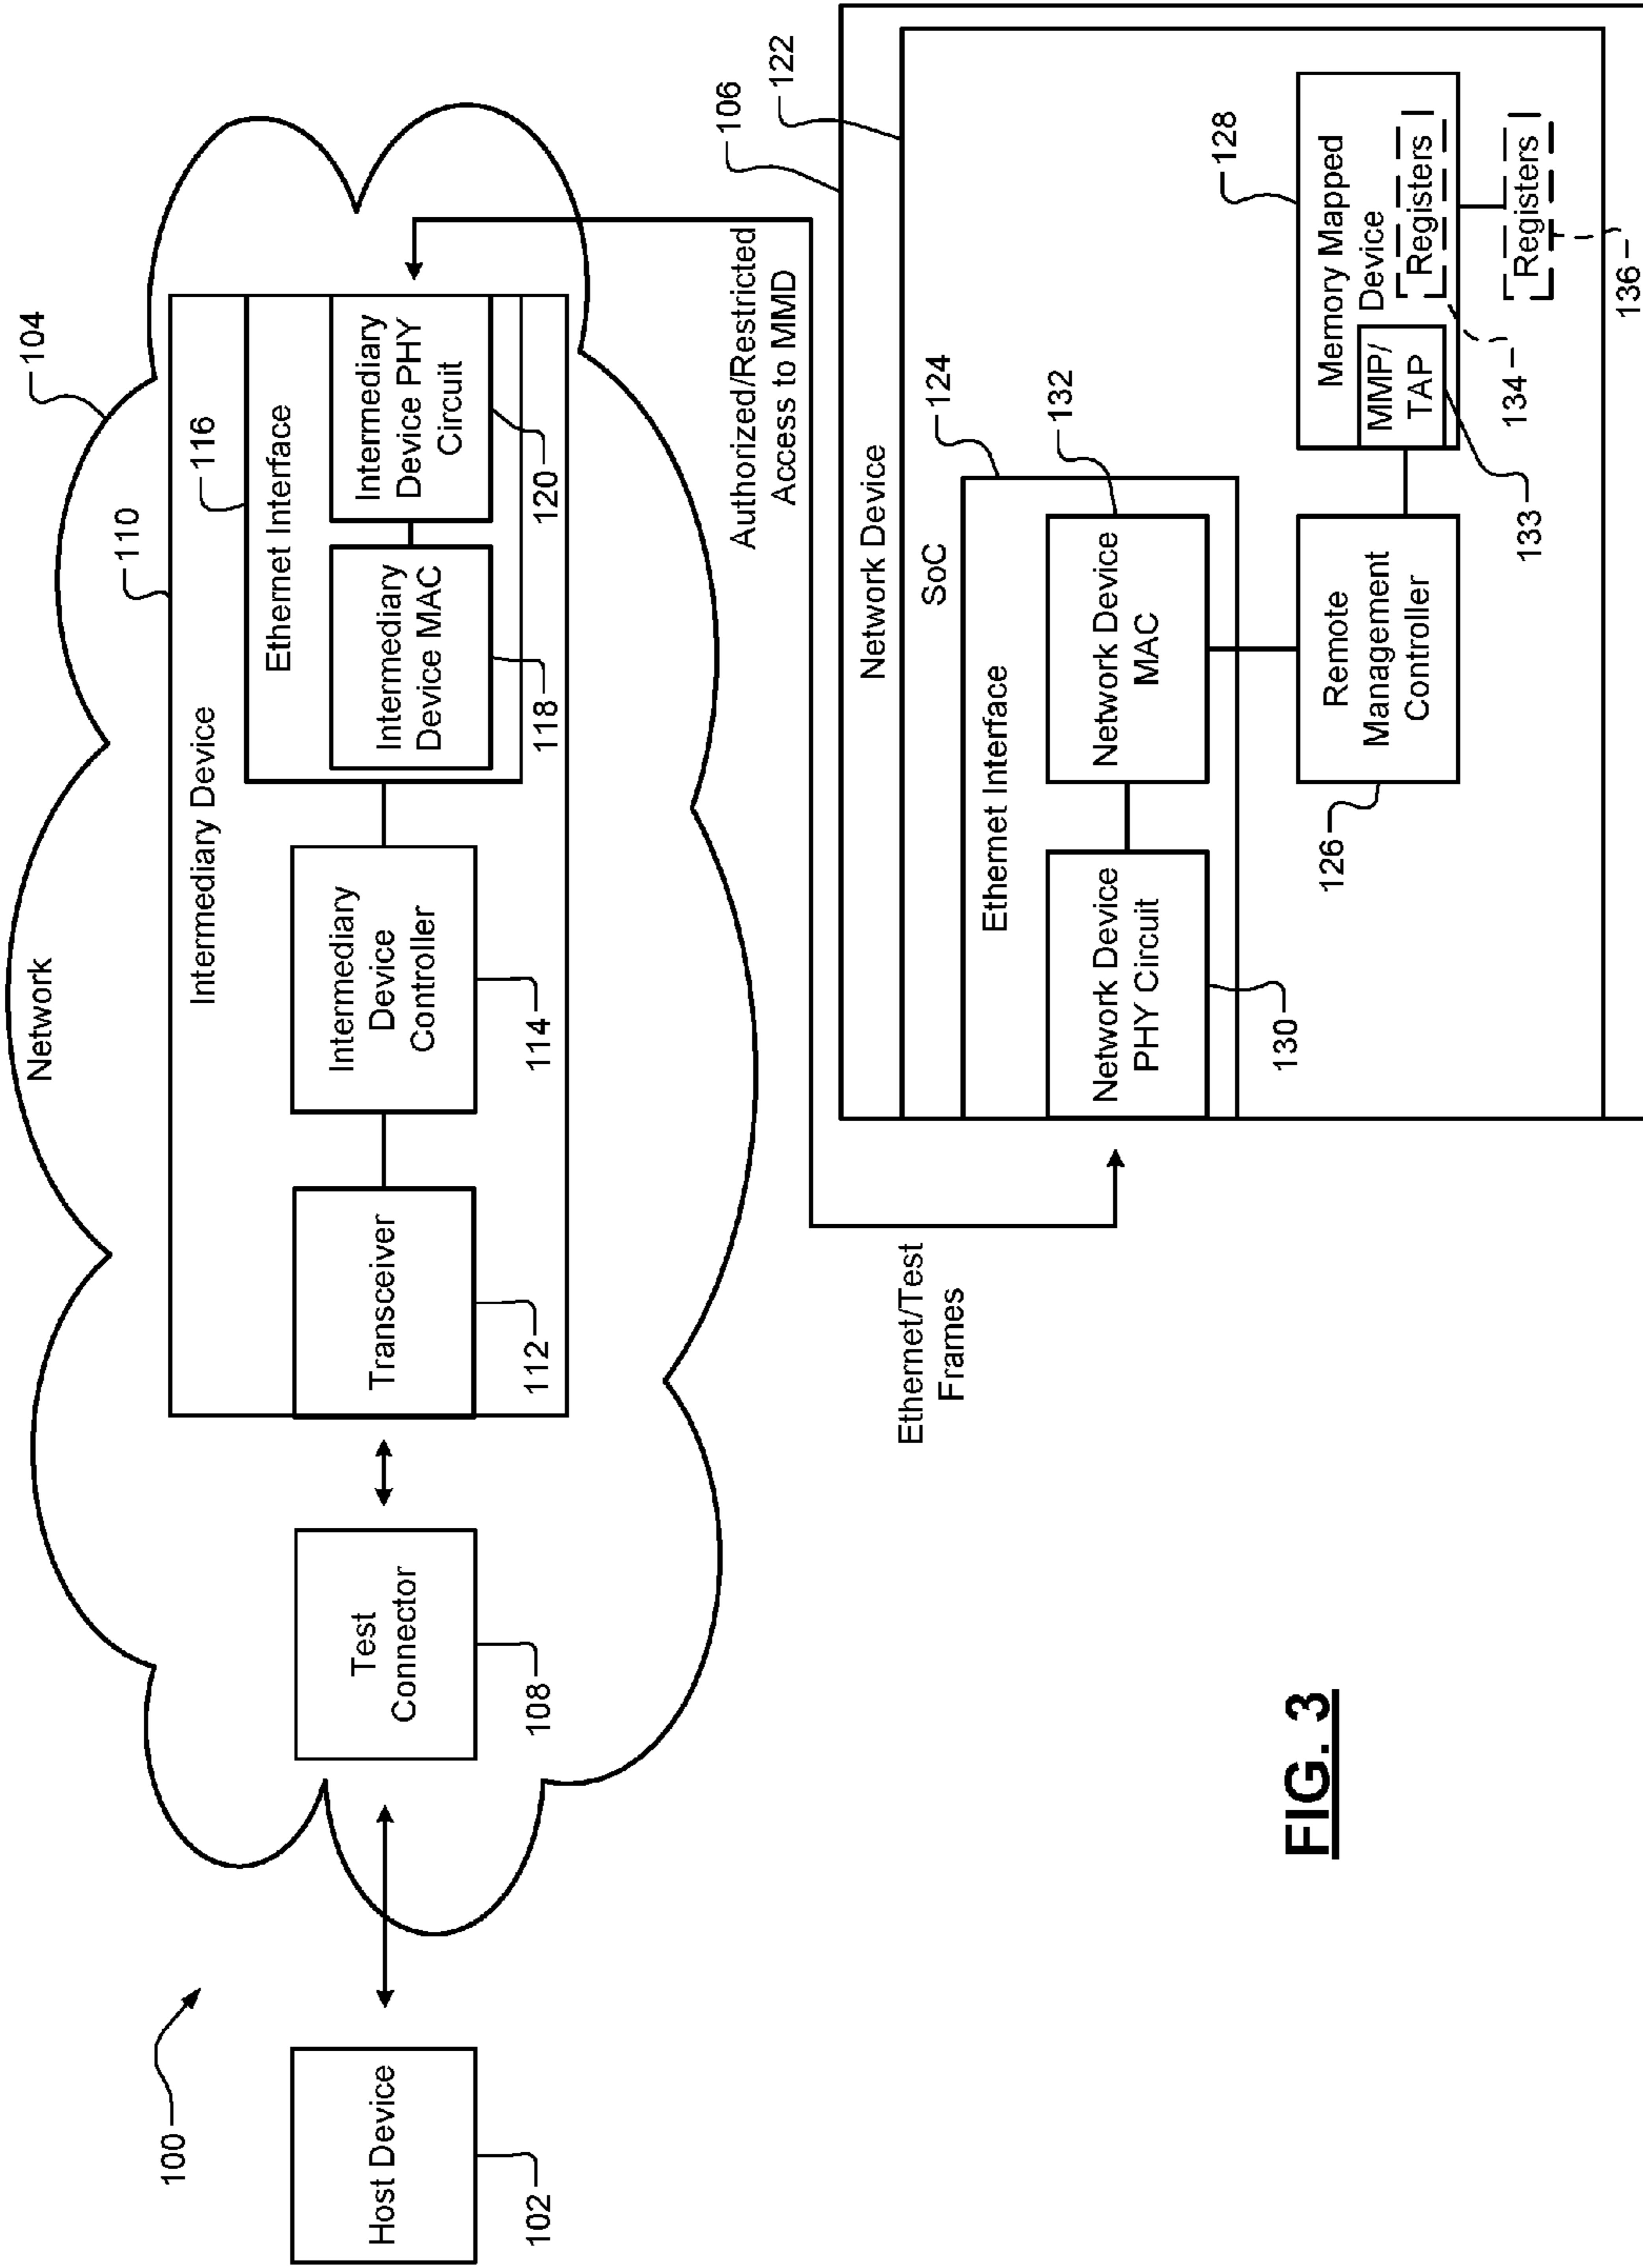 100
Network
104
110
Intermediary Device
116
Ethernet Interface
Host Device
102
Test
Connector
108
Transceiver
112
Intermediary
Device
Controller
114
Intermediary
Device MAC
118
Intermediary
Device PHY
Circuit
120
Authorized/Restricted
Access to MMD
Ethernet/Test
Frames
106
122
Network Device
SoC
124
Ethernet Interface
132
Network Device
PHY Circuit
130
Network Device
MAC
126
Remote
Management
Controller
128
Memory Mapped
Device
MMP/
TAP
133
Registers
134
Registers
136
FIG. 3